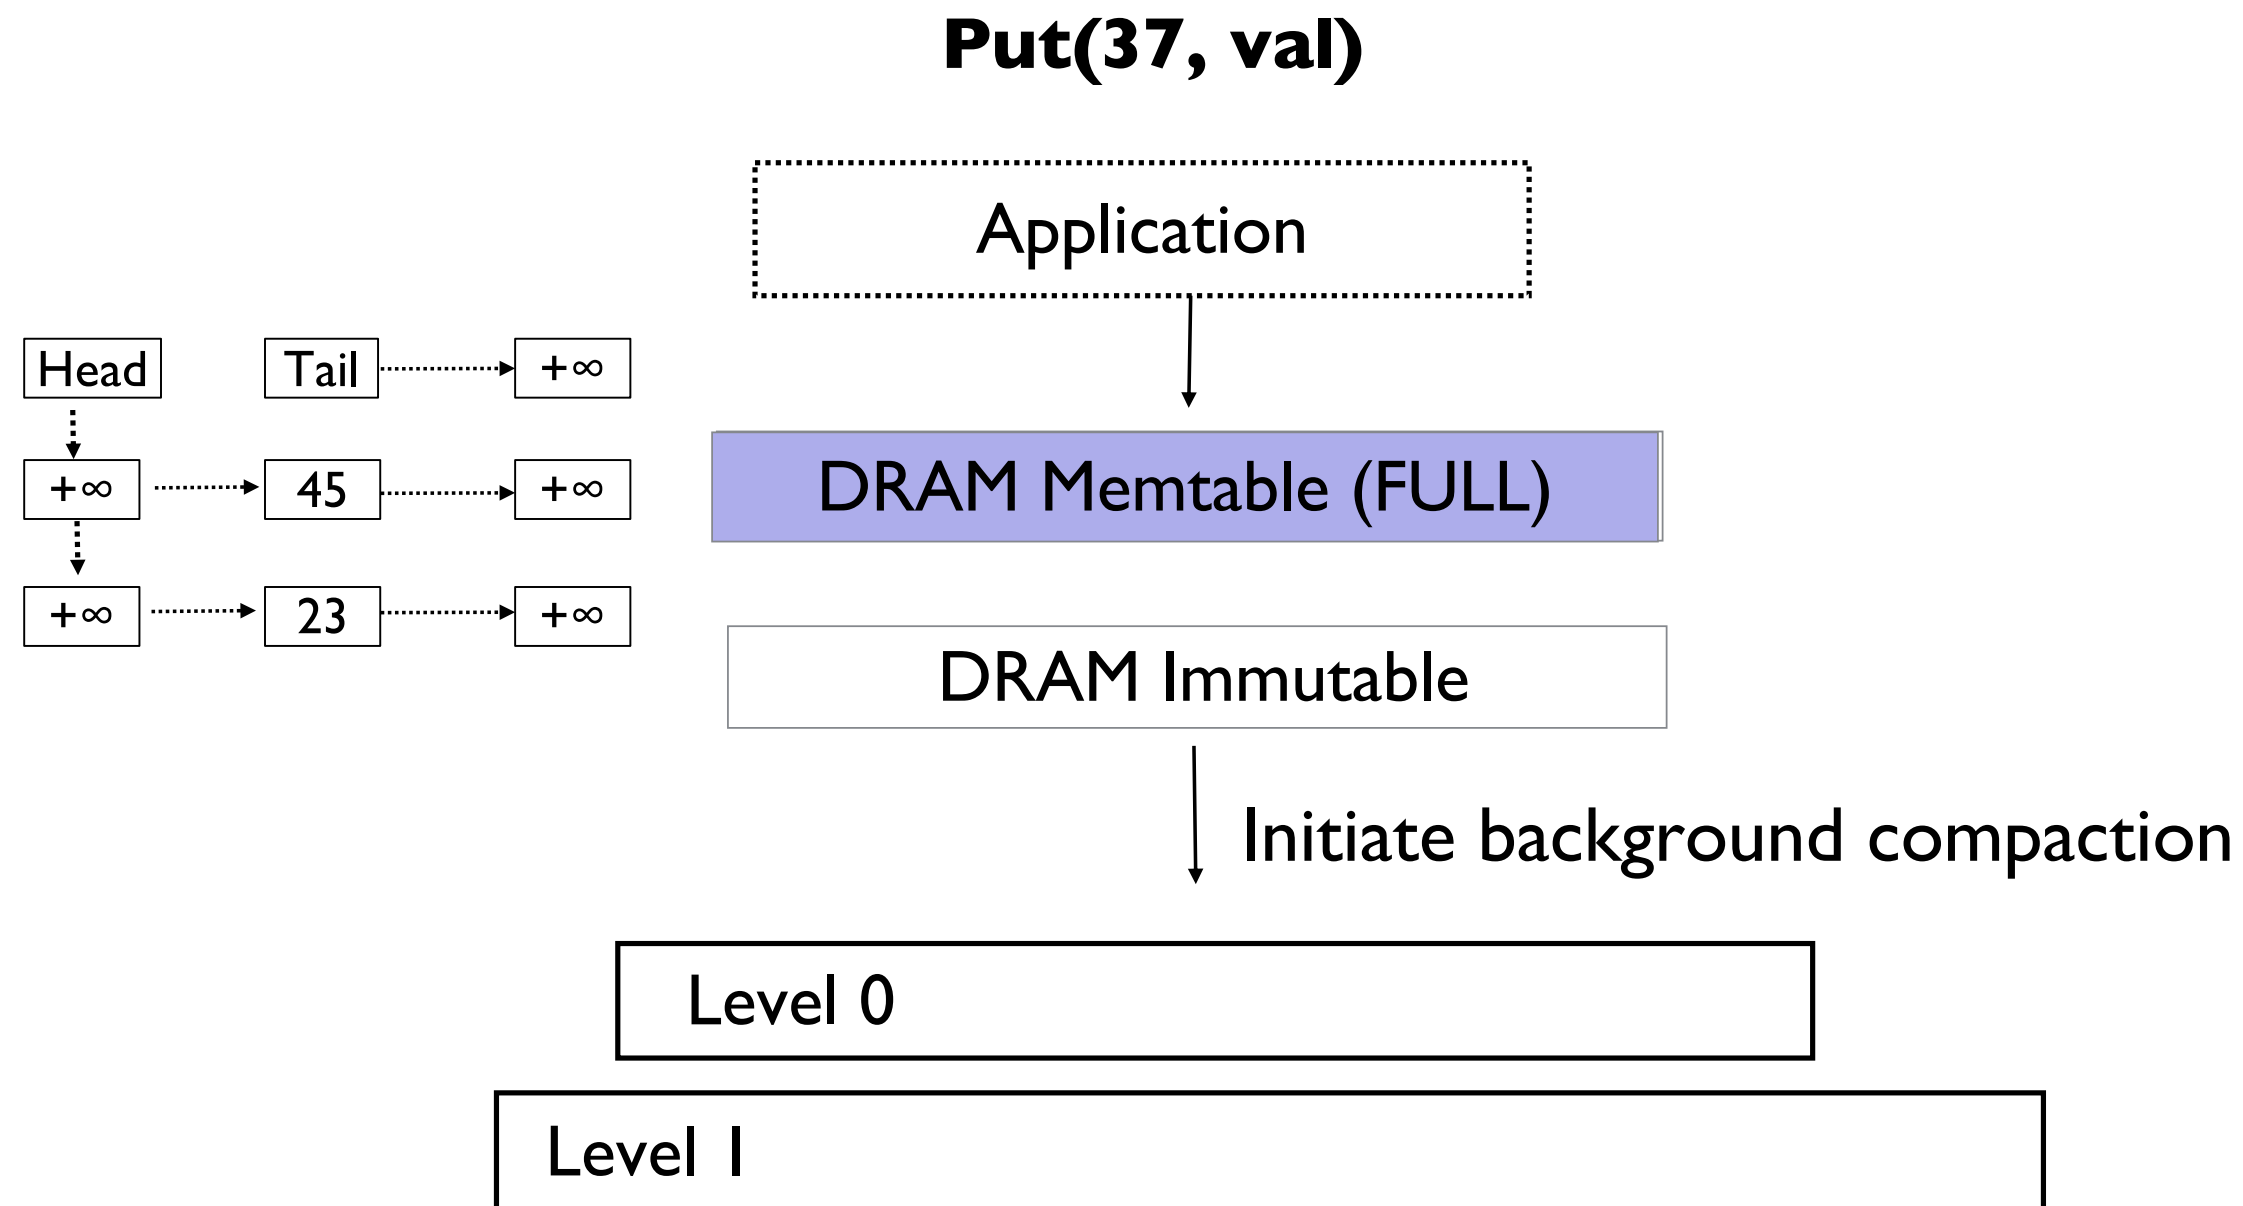 Put(37, val)
Application
Head Tail +∞
+∞ 45 +∞
+∞ 23 +∞
DRAM Memtable (FULL)
DRAM Immutable
Initiate background compaction
Level 0
Level 1